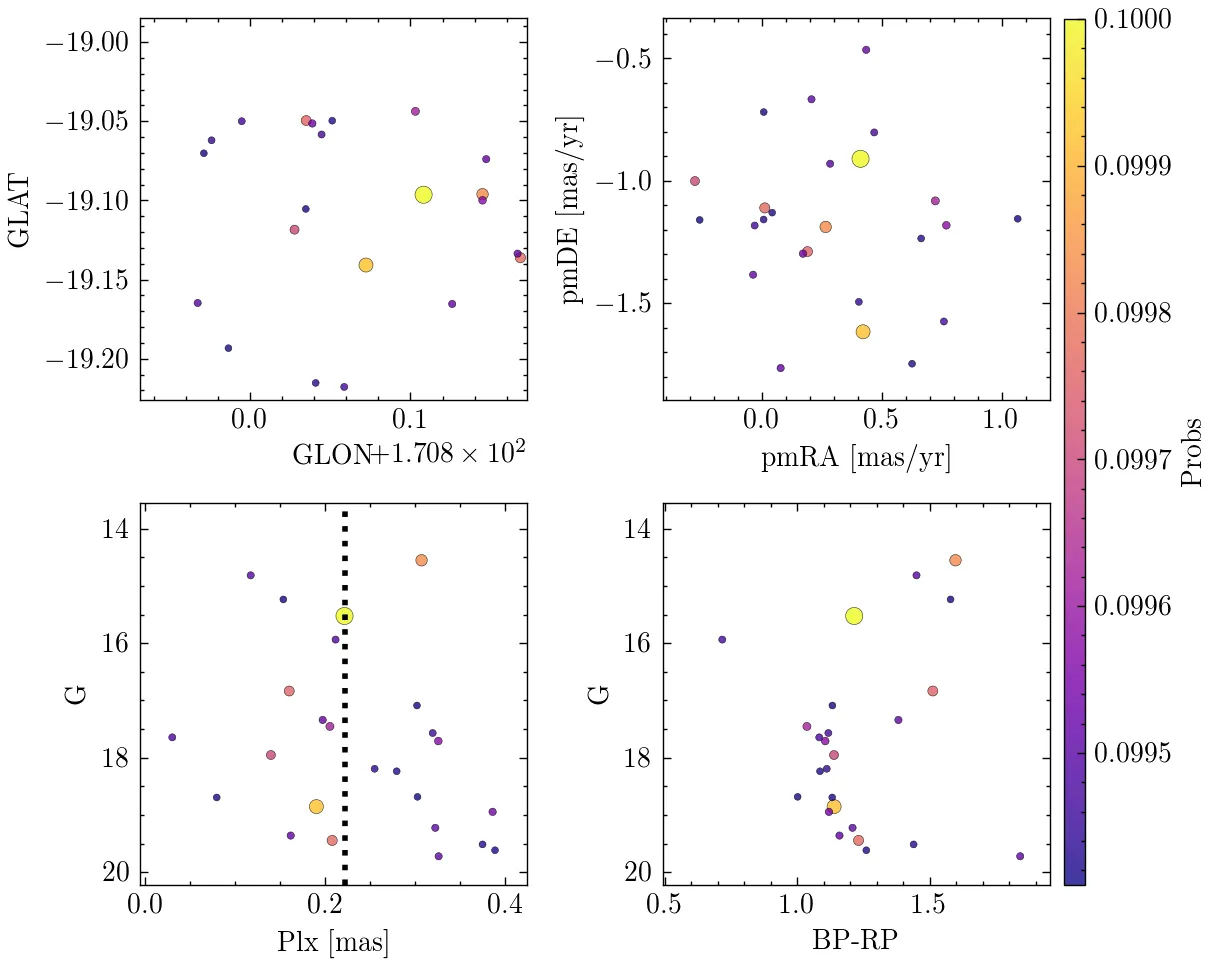 −19.00
−19.05
−19.10
−19.15
−19.20
GLAT
0.0 0.1
GLON+1.708 × 10²
−0.5
−1.0
−1.5
pmDE [mas/yr]
0.0 0.5 1.0
pmRA [mas/yr]
14
16
18
20
G
0.0 0.2 0.4
Plx [mas]
14
16
18
20
G
0.5 1.0 1.5
BP-RP
0.1000
0.0999
0.0998
0.0997
0.0996
0.0995
Probs